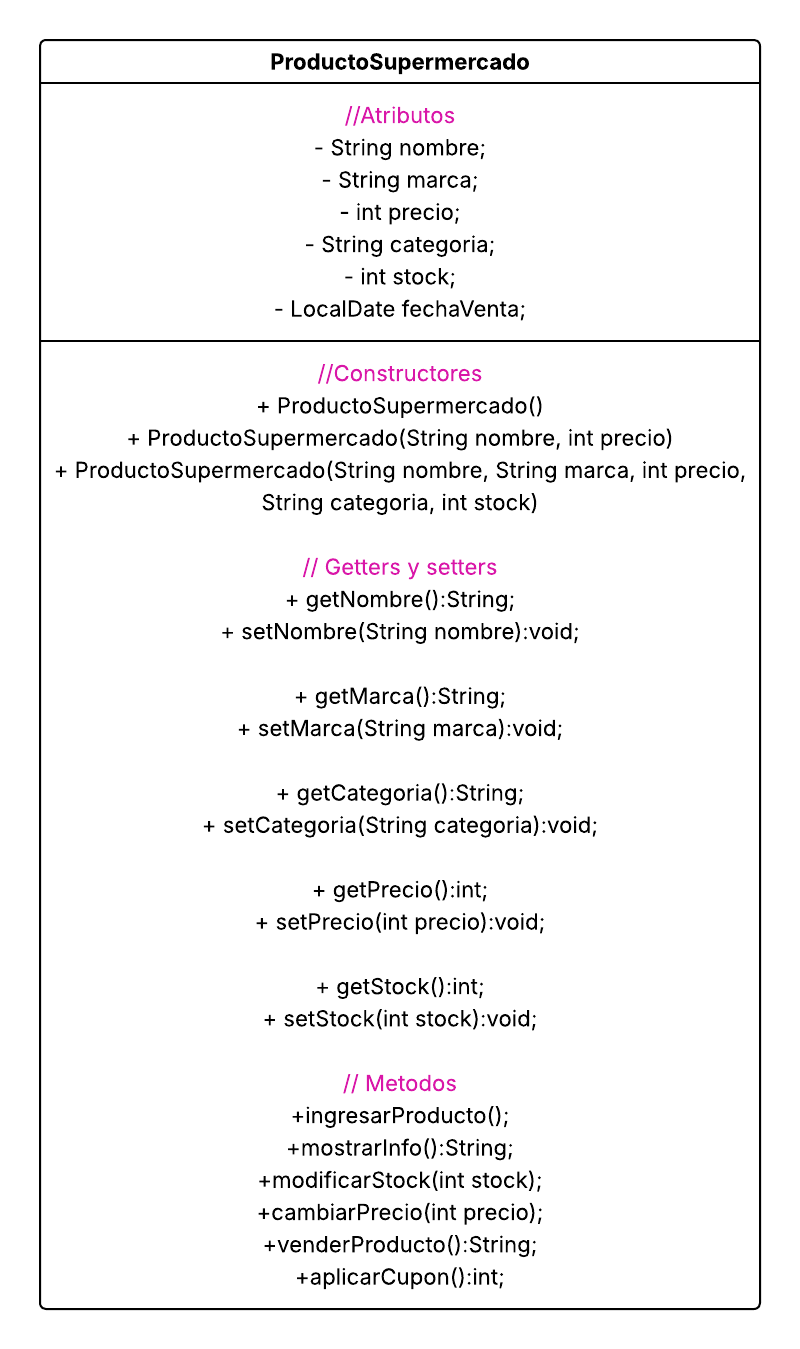 ProductoSupermercado
//Atributos
- String nombre;
- String marca;
- int precio;
- String categoria;
- int stock;
- LocalDate fechaVenta;
//Constructores
+ ProductoSupermercado()
+ ProductoSupermercado(String nombre, int precio)
+ ProductoSupermercado(String nombre, String marca, int precio,
String categoria, int stock)
// Getters y setters
+ getNombre():String;
+ setNombre(String nombre):void;
+ getMarca():String;
+ setMarca(String marca):void;
+ getCategoria():String;
+ setCategoria(String categoria):void;
+ getPrecio():int;
+ setPrecio(int precio):void;
+ getStock():int;
+ setStock(int stock):void;
// Metodos
+ingresarProducto();
+mostrarInfo():String;
+modificarStock(int stock);
+cambiarPrecio(int precio);
+venderProducto():String;
+aplicarCupon():int;